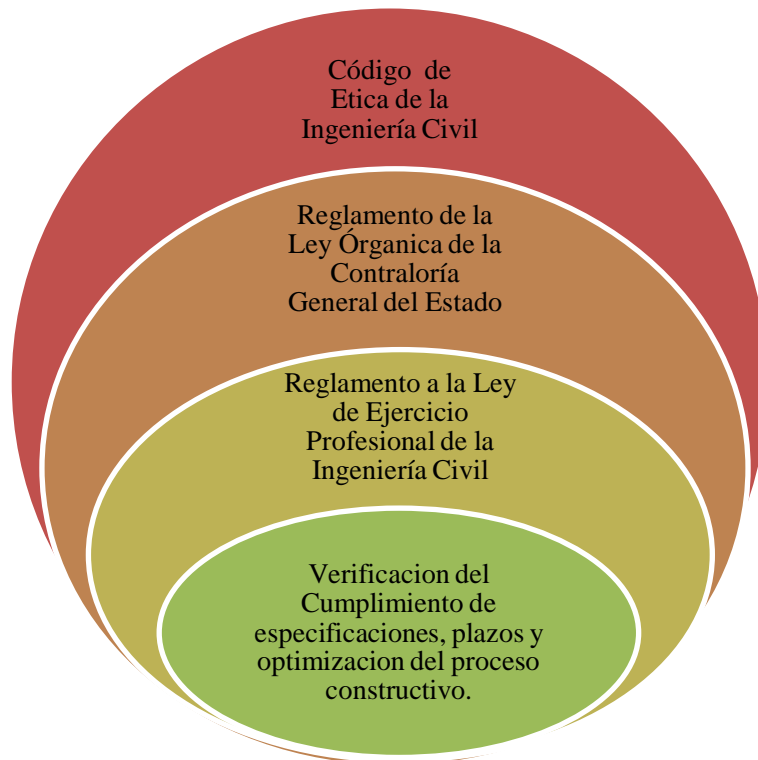 Código de
Etica de la
Ingeniería Civil
Reglamento de la
Ley Órganica de la
Contraloría
General del Estado
Reglamento a la Ley
de Ejercicio
Profesional de la
Ingeniería Civil
Verificacion del
Cumplimiento de
especificaciones, plazos y
optimizacion del proceso
constructivo.